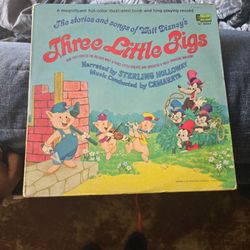 A magnificent full-color illustrated book and long playing record
The stories and songs of Walt Disney's
Three Little Pigs
Narrated by STERLING HOLLOWAY
Music Conducted by CAMARATA